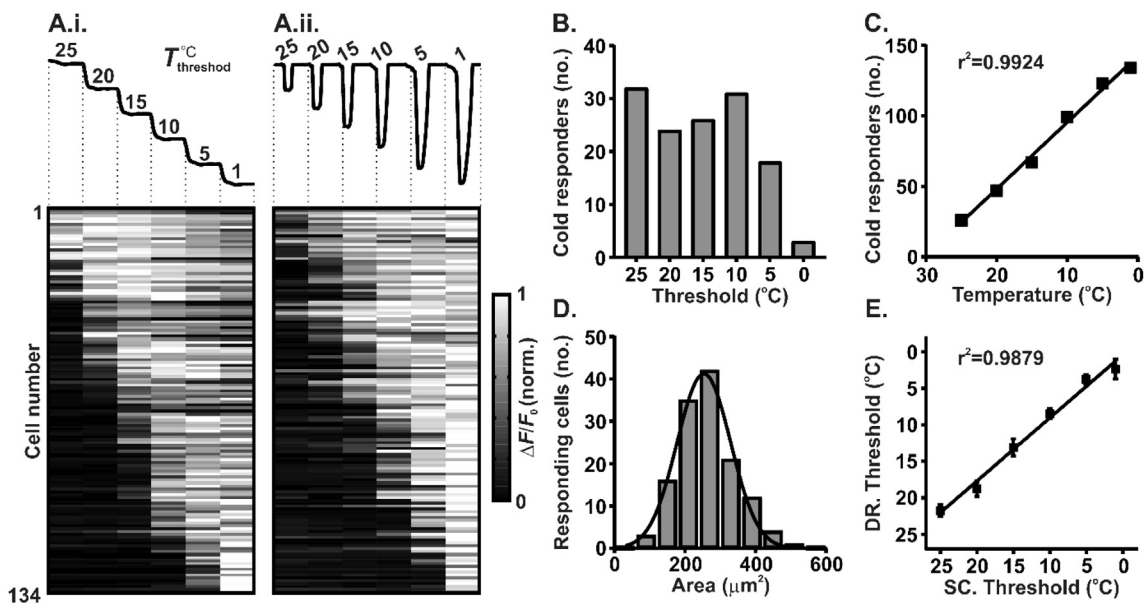 A.i.
T°C threshod
25
20
15
10
5
1
A.ii.
25
20
15
10
5
1
1
Cell number
134
1
ΔF/F0 (norm.)
0
B.
40
30
20
10
0
Cold responders (no.)
25 20 15 10 5 0
Threshold (°C)
C.
r²=0.9924
150
100
50
0
Cold responders (no.)
30 20 10 0
Temperature (°C)
D.
50
40
30
20
10
0
Responding cells (no.)
0 200 400 600
Area (μm²)
E.
r²=0.9879
0
5
10
15
20
25
DR. Threshold (°C)
25 20 15 10 5 0
SC. Threshold (°C)